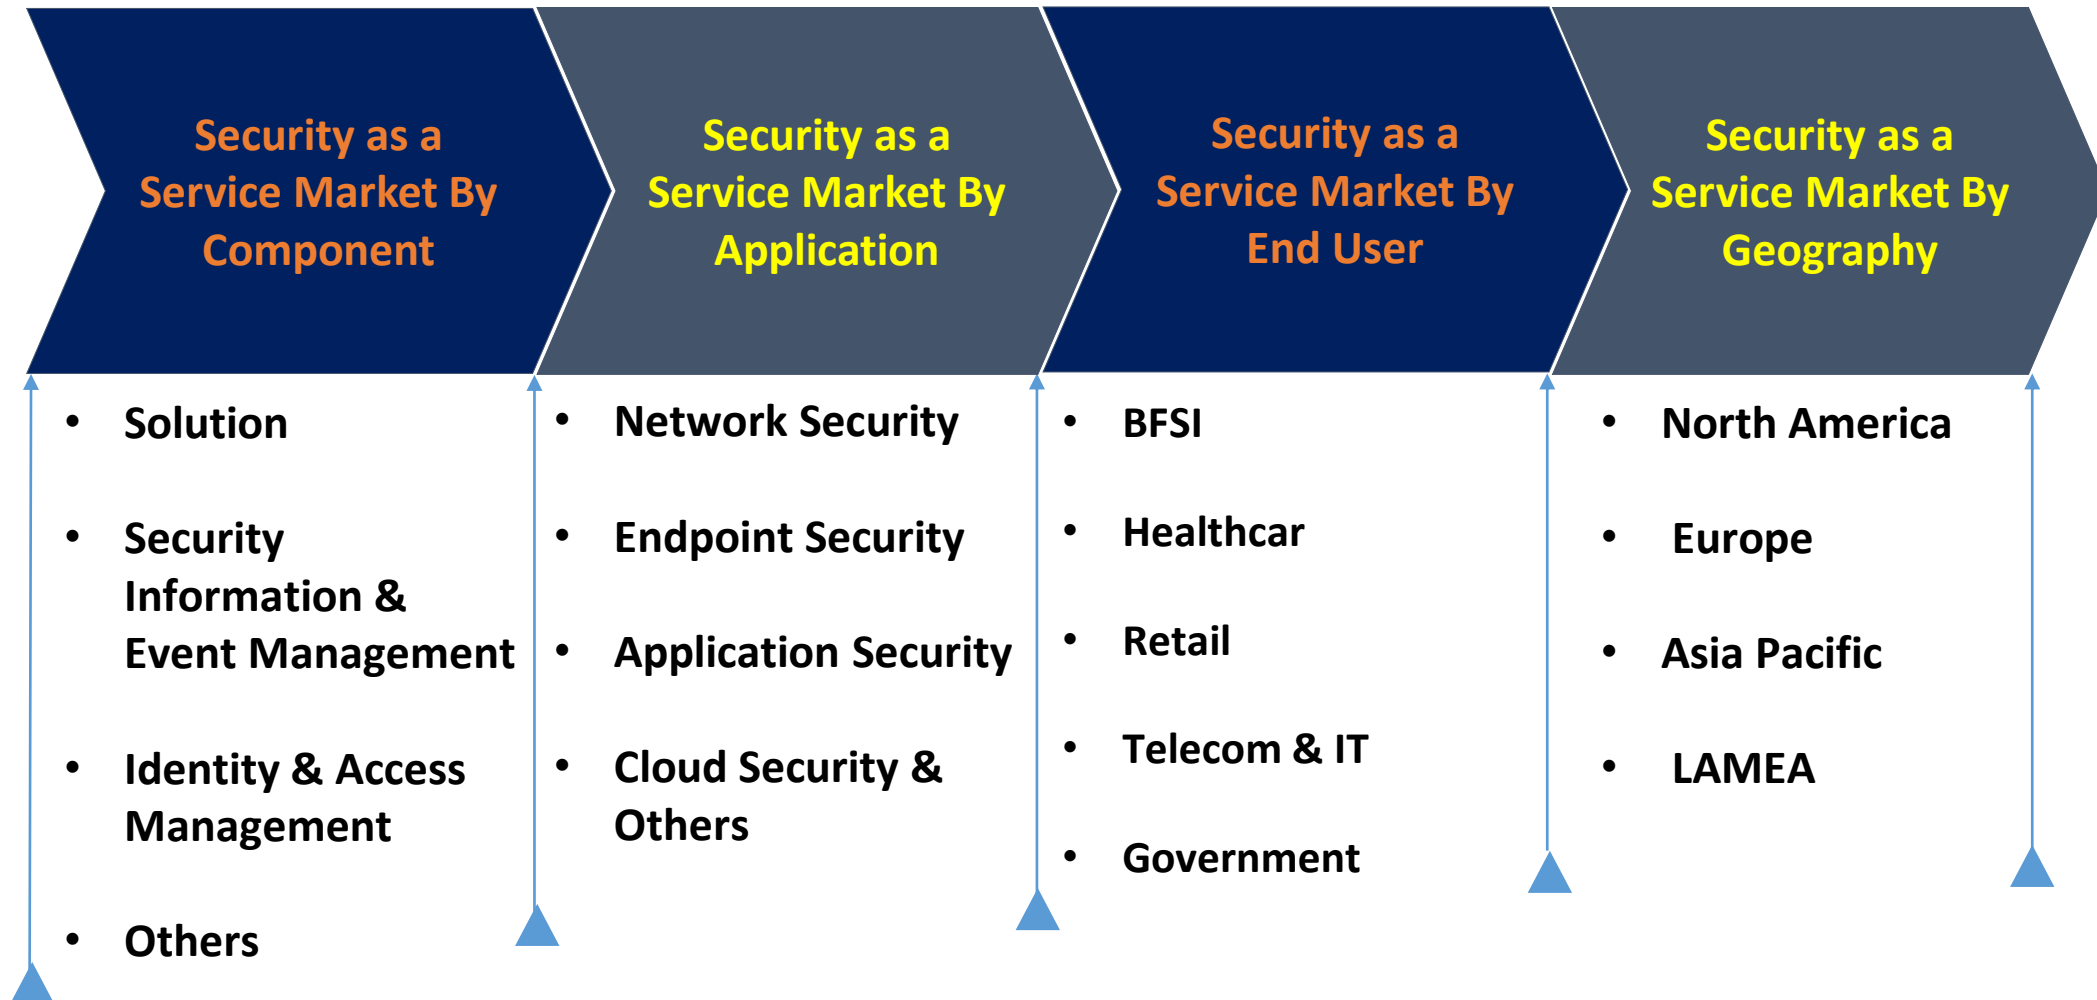 Security as a
Service Market By
Component
Security as a
Service Market By
Application
Security as a
Service Market By
End User
Security as a
Service Market By
Geography
• Solution
• Security
Information &
Event Management
• Identity & Access
Management
• Others
• Network Security
• Endpoint Security
• Application Security
• Cloud Security &
Others
• BFSI
• Healthcar
• Retail
• Telecom & IT
• Government
• North America
• Europe
• Asia Pacific
• LAMEA